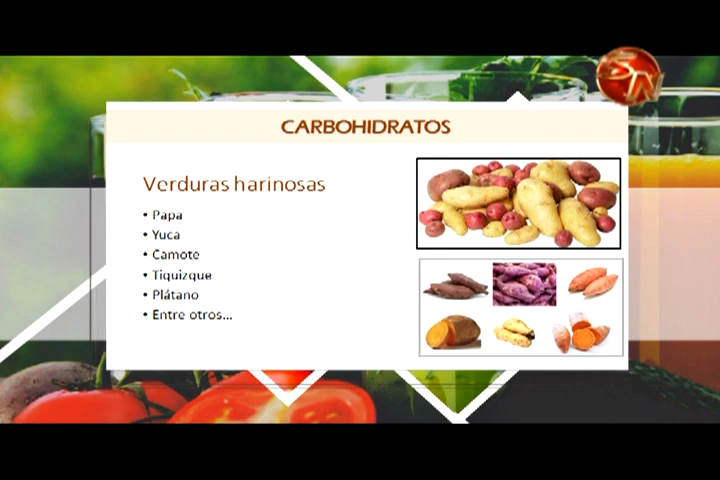 CARBOHIDRATOS
Verduras harinosas
• Papa
• Yuca
• Camote
• Tiquizque
• Plátano
• Entre otros...